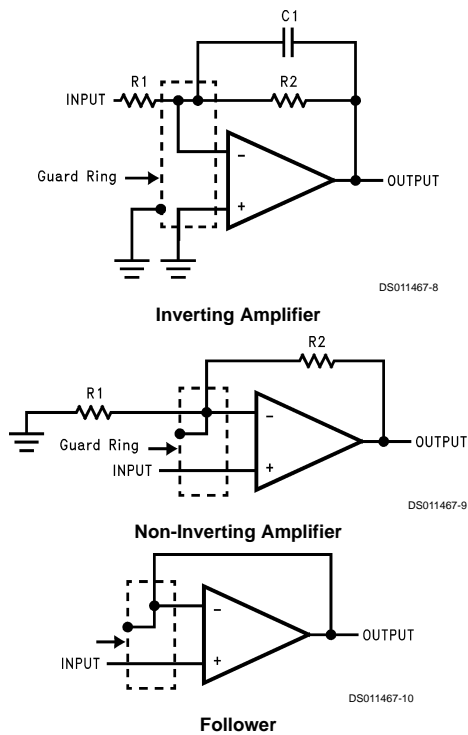 C1
R1
R2
INPUT
−
Guard Ring
OUTPUT
+
DS011467-8
Inverting Amplifier
R2
R1
−
OUTPUT
Guard Ring
INPUT
+
DS011467-9
Non-Inverting Amplifier
−
OUTPUT
INPUT
+
DS011467-10
Follower